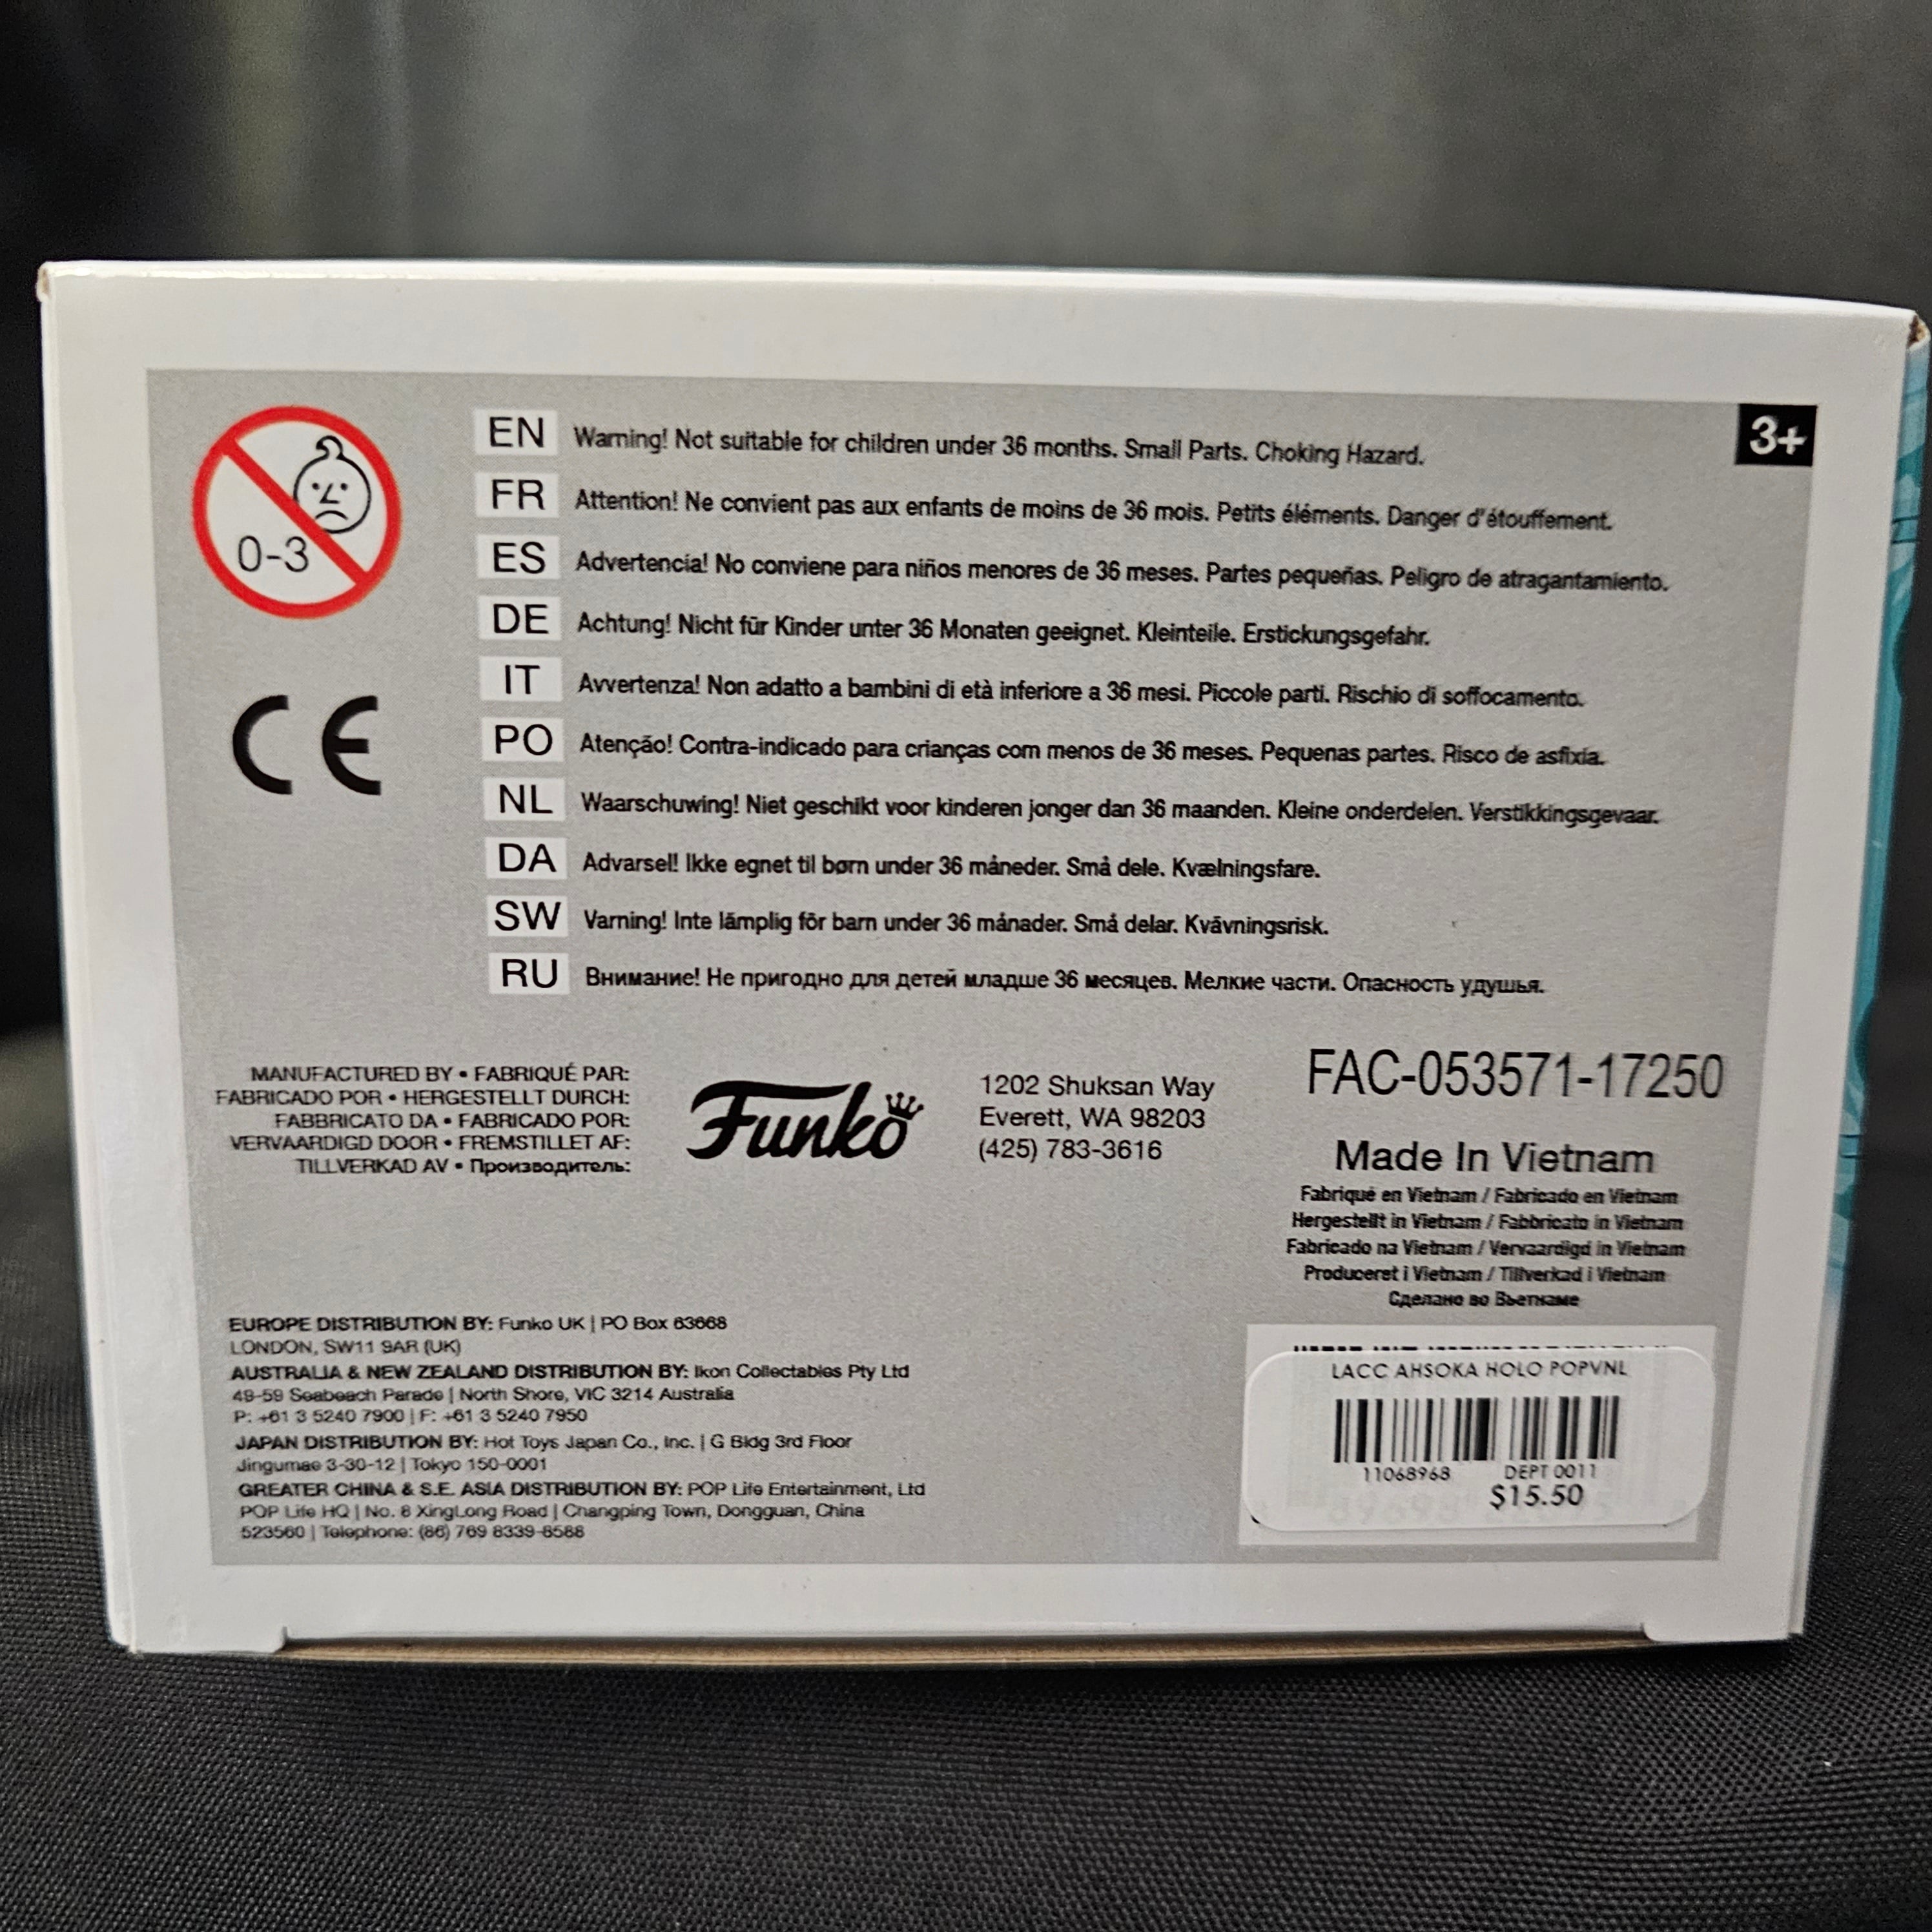 0-3
3+
EN Warning! Not suitable for children under 36 months. Small Parts. Choking Hazard.
FR Attention! Ne convient pas aux enfants de moins de 36 mois. Petits éléments. Danger d'étouffement.
ES Advertencia! No conviene para niños menores de 36 meses. Partes pequeñas. Peligro de atragantamiento.
DE Achtung! Nicht für Kinder unter 36 Monaten geeignet. Kleinteile. Erstickungsgefahr.
IT Avvertenza! Non adatto a bambini di età inferiore a 36 mesi. Piccole parti. Rischio di soffocamento.
PO Atenção! Contra-indicado para crianças com menos de 36 meses. Pequenas partes. Risco de asfixia.
NL Waarschuwing! Niet geschikt voor kinderen jonger dan 36 maanden. Kleine onderdelen. Verstikkingsgevaar.
DA Advarsel! Ikke egnet til børn under 36 måneder. Små dele. Kvælningsfare.
SW Varning! Inte lämplig för barn under 36 månader. Små delar. Kvävningsrisk.
RU Внимание! Не пригодно для детей младше 36 месяцев. Мелкие части. Опасность удушья.
CE
MANUFACTURED BY • FABRIQUÉ PAR:
FABRICADO POR • HERGESTELLT DURCH:
FABBRICATO DA • FABRICADO POR:
VERVAARDIGD DOOR • FREMSTILLET AF:
TILLVERKAD AV • Производитель:
Funko
1202 Shuksan Way
Everett, WA 98203
(425) 783-3616
FAC-053571-17250
Made In Vietnam
Fabriqué en Vietnam / Fabricado en Vietnam
Hergestellt in Vietnam / Fabbricato in Vietnam
Fabricado na Vietnam / Vervaardigd in Vietnam
Produceret i Vietnam / Tillverkad i Vietnam
Сделано во Вьетнаме
EUROPE DISTRIBUTION BY: Funko UK | PO Box 63668
LONDON, SW11 9AR (UK)
AUSTRALIA & NEW ZEALAND DISTRIBUTION BY: Ikon Collectables Pty Ltd
49-59 Seabeach Parade | North Shore, VIC 3214 Australia
P: +61 3 5240 7900 | F: +61 3 5240 7950
JAPAN DISTRIBUTION BY: Hot Toys Japan Co., Inc. | G Bldg 3rd Floor
Jingumae 3-30-12 | Tokyo 150-0001
GREATER CHINA & S.E. ASIA DISTRIBUTION BY: POP Life Entertainment, Ltd
POP Life HQ | No. 8 XingLong Road | Changping Town, Dongguan, China
523560 | Telephone: (86) 769 8339-8588
LACC AHSOKA HOLO POPVNL
11068968 DEPT 0011
$15.50